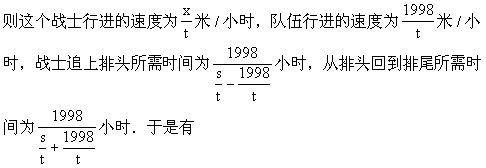 则这个战士行进的速度为x/t米/小时，队伍行进的速度为1998/t米/小
时，战士追上排头所需时间为1998/(s/t－1998/t)小时，从排头回到排尾所需时
间为1998/(s/t＋1998/t)小时．于是有